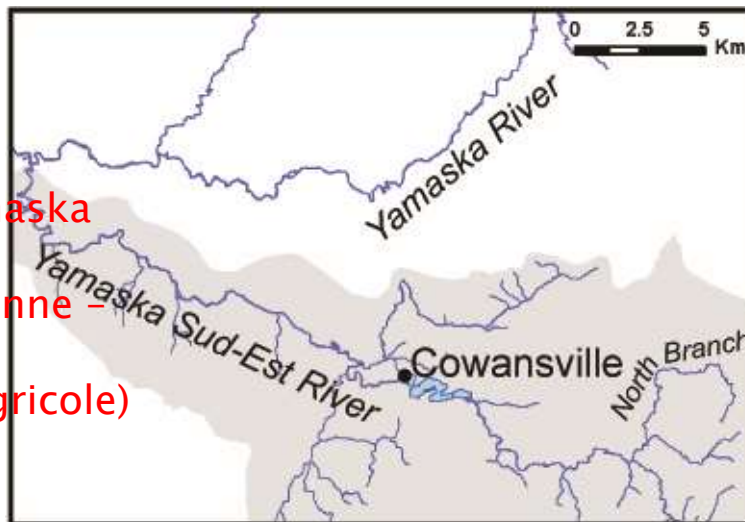 0 2.5 5
Km
Yamaska River
aska
nne –
gricole)
Yamaska Sud-Est River
Cowansville
North Branch